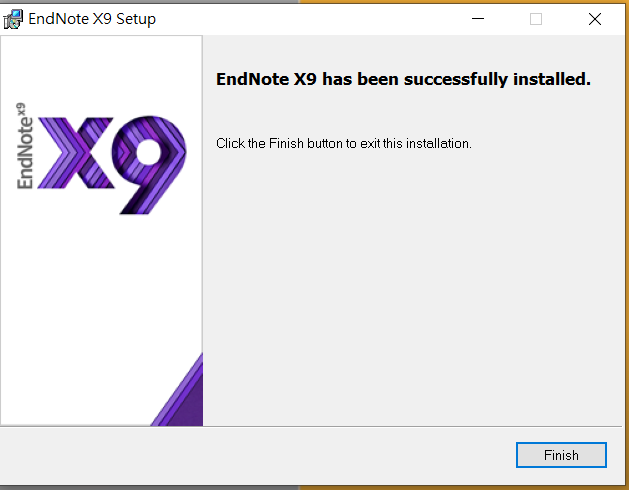 EndNote X9 Setup
EndNote X9 has been successfully installed.
Click the Finish button to exit this installation.
EndNote X9
X9
Finish